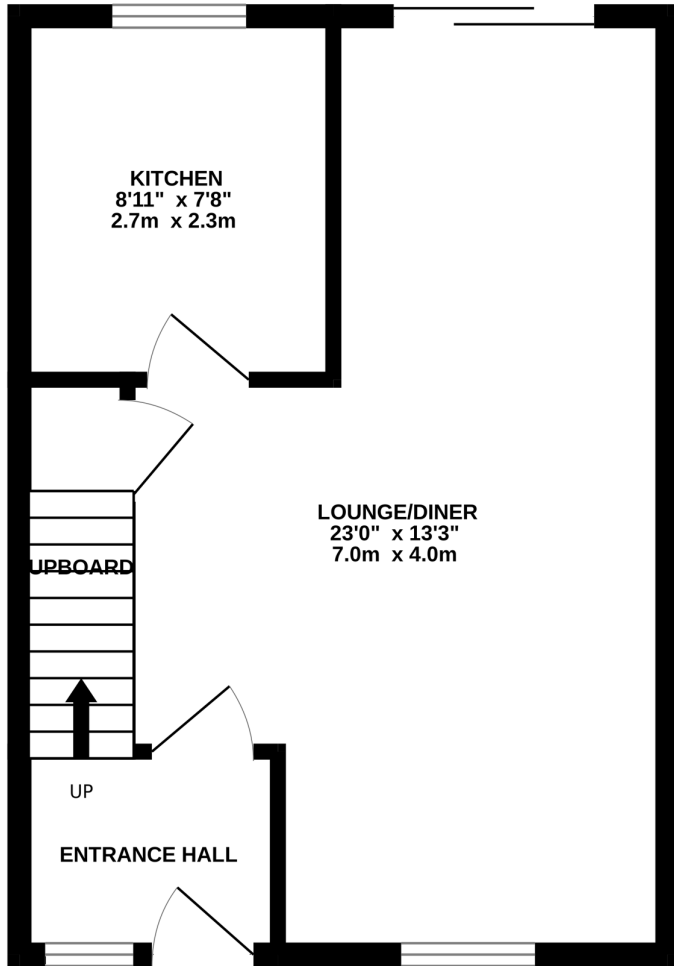 KITCHEN
8'11" x 7'8"
2.7m x 2.3m
LOUNGE/DINER
23'0" x 13'3"
7.0m x 4.0m
UPBOARD
UP
ENTRANCE HALL